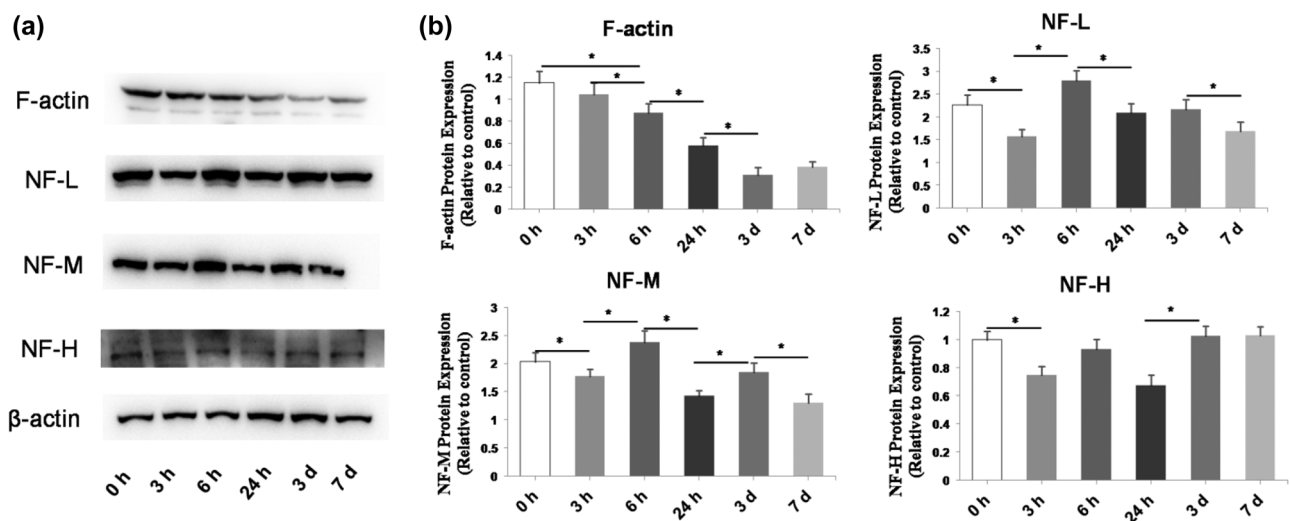 (a)
F-actin
NF-L
NF-M
NF-H
β-actin
0 h 3 h 6 h 24 h 3 d 7 d
(b)
F-actin
F-actin Protein Expression
(Relative to control)
1.4
1.2
1
0.8
0.6
0.4
0.2
0
* * * *
0 h 3 h 6 h 24 h 3 d 7 d
NF-L
NF-L Protein Expression
(Relative to control)
3.5
3
2.5
2
1.5
1
0.5
0
* * * *
0 h 3 h 6 h 24 h 3 d 7 d
NF-M
NF-M Protein Expression
(Relative to control)
3
2.5
2
1.5
1
0.5
0
* * * * *
0 h 3 h 6 h 24 h 3 d 7 d
NF-H
NF-H Protein Expression
(Relative to control)
1.2
1
0.8
0.6
0.4
0.2
0
* *
0 h 3 h 6 h 24 h 3 d 7 d